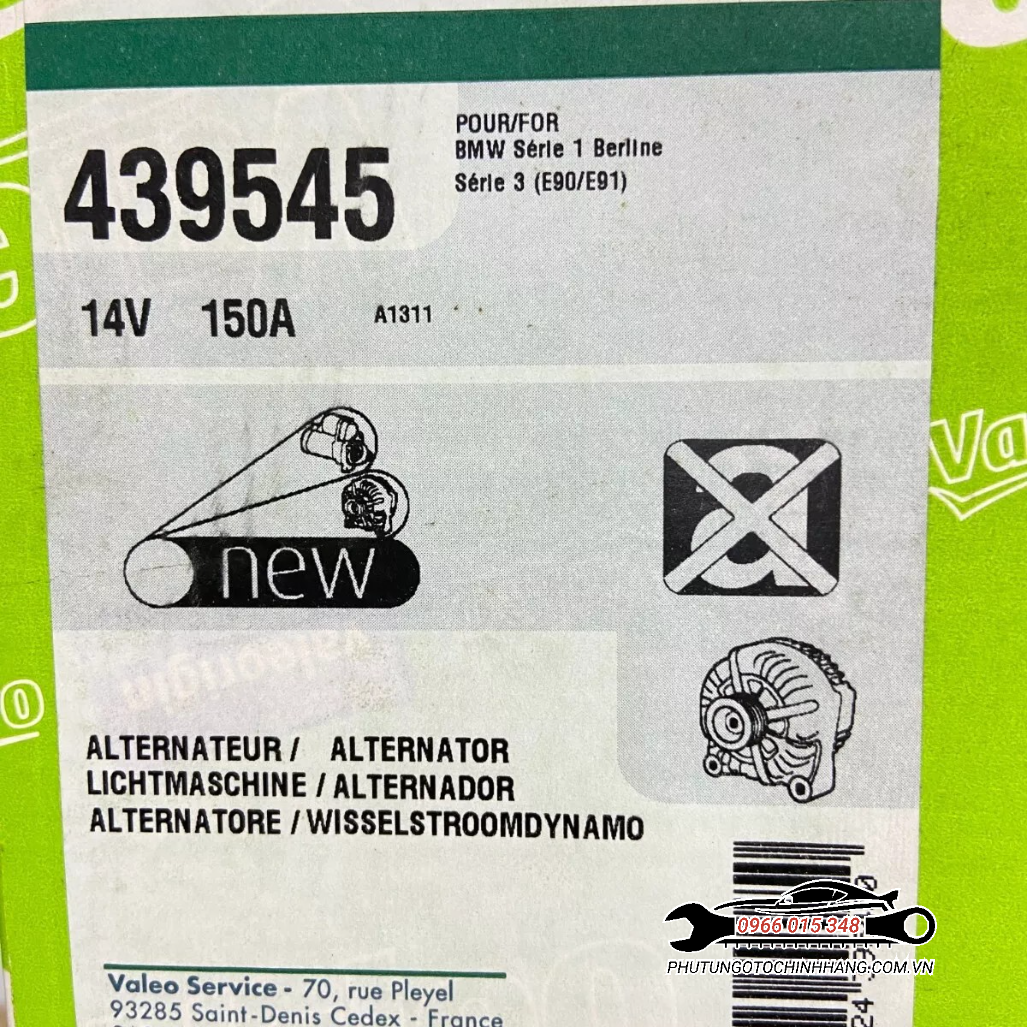 POUR/FOR
BMW Série 1 Berline
Série 3 (E90/E91)
439545
14V 150A A1311
new
a
Va
o
ALTERNATEUR / ALTERNATOR
LICHTMASCHINE / ALTERNADOR
ALTERNATORE / WISSELSTROOMDYNAMO
0966 015 348
PHUTUNGOTOCHINHHANG.COM.VN
Valeo Service - 70, rue Pleyel
93285 Saint-Denis Cedex - France